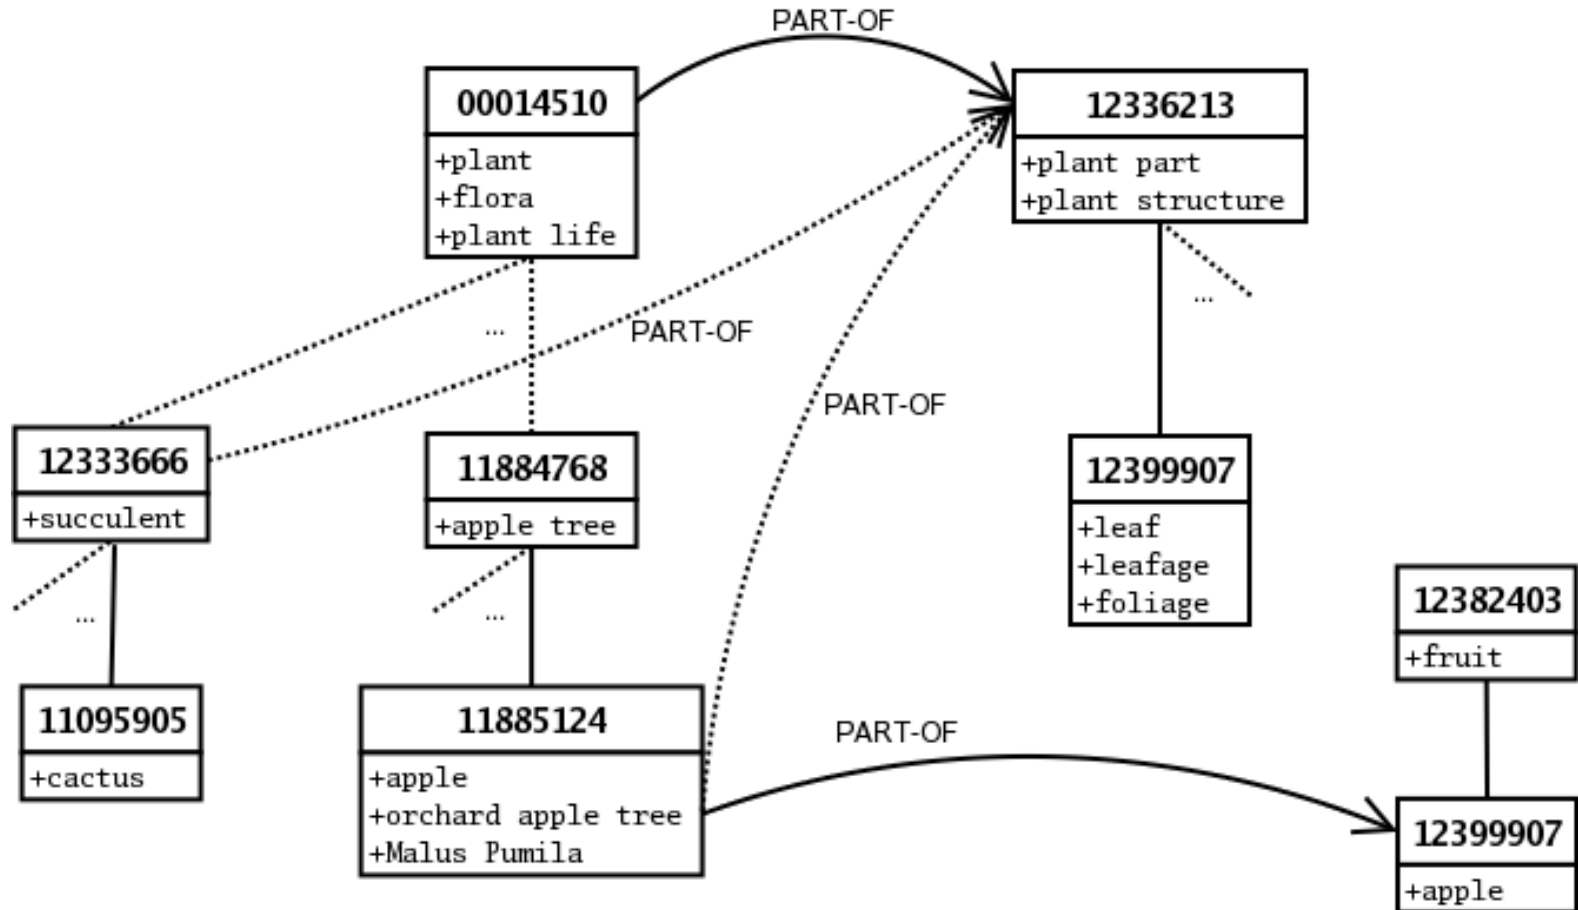 PART-OF
00014510
+plant
+flora
+plant life
12336213
+plant part
+plant structure
...
...
PART-OF
PART-OF
12333666
+succulent
11884768
+apple tree
12399907
+leaf
+leafage
+foliage
...
...
12382403
+fruit
11095905
+cactus
11885124
+apple
+orchard apple tree
+Malus Pumila
PART-OF
12399907
+apple